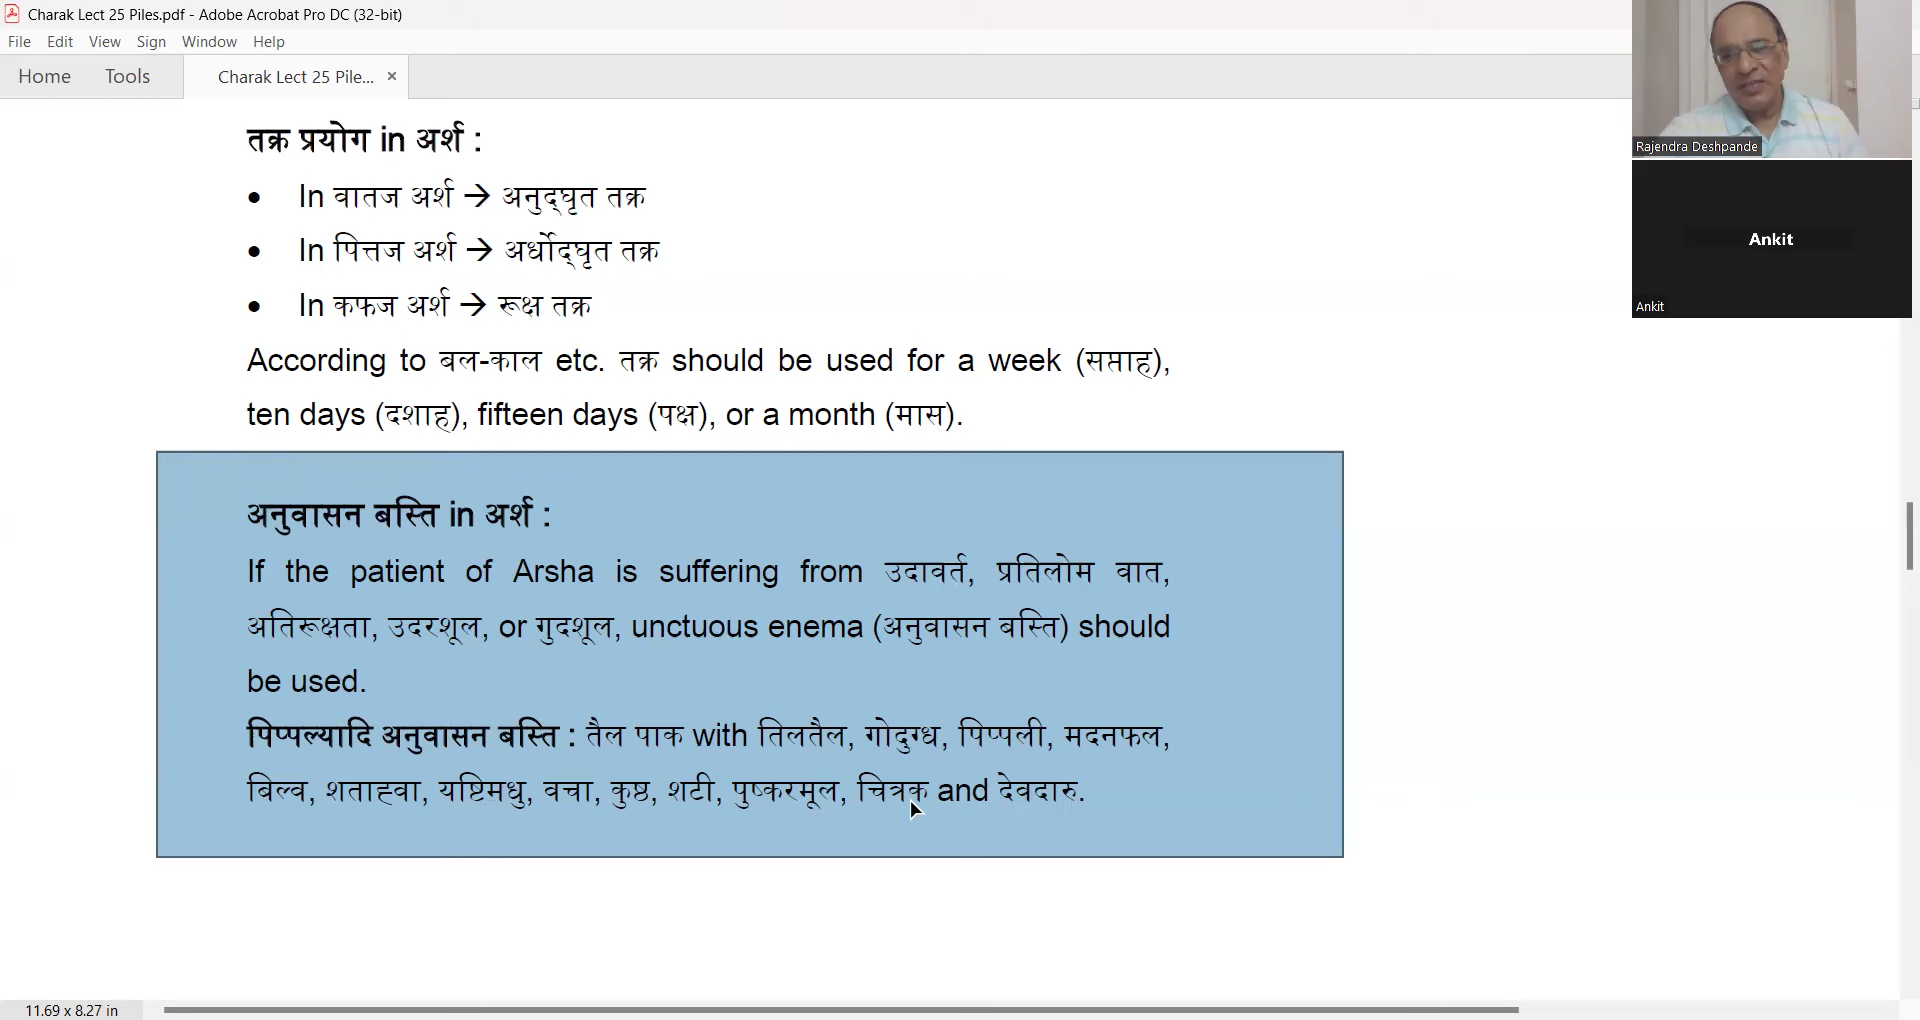 Charak Lect 25 Piles.pdf - Adobe Acrobat Pro DC (32-bit)
File Edit View Sign Window Help
Home Tools Charak Lect 25 Pile... ×
तक्र प्रयोग in अर्श :
• In वातज अर्श → अनुद्घृत तक्र
• In पित्तज अर्श → अर्धोद्घृत तक्र
• In कफज अर्श → रूक्ष तक्र
According to बल-काल etc. तक्र should be used for a week (सप्ताह),
ten days (दशाह), fifteen days (पक्ष), or a month (मास).
अनुवासन बस्ति in अर्श :
If the patient of Arsha is suffering from उदावर्त, प्रतिलोम वात,
अतिरूक्षता, उदरशूल, or गुदशूल, unctuous enema (अनुवासन बस्ति) should
be used.
पिप्पल्यादि अनुवासन बस्ति : तैल पाक with तिलतैल, गोदुग्ध, पिप्पली, मदनफल,
बिल्व, शताह्वा, यष्टिमधु, वचा, कुष्ठ, शटी, पुष्करमूल, चित्रक and देवदारु.
11.69 x 8.27 in
Rajendra Deshpande
Ankit
Ankit